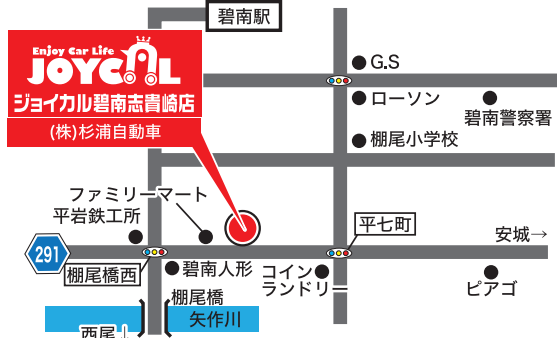 碧南駅
Enjoy Car Life
JOYCAL
ジョイカル碧南志貴崎店
(株)杉浦自動車
G.S
ローソン
碧南警察署
棚尾小学校
ファミリーマート
平岩鉄工所
平七町
安城→
291
棚尾橋西
碧南人形
コイン
ランドリー
ピアゴ
棚尾橋
矢作川
西尾↓